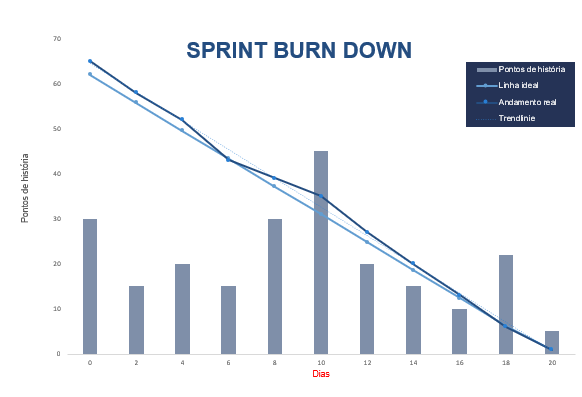 SPRINT BURN DOWN
Pontos de história
Linha ideal
Andamento real
Trendlinie
Pontos de história
70
60
50
40
30
20
10
0
0 2 4 6 8 10 12 14 16 18 20
Dias